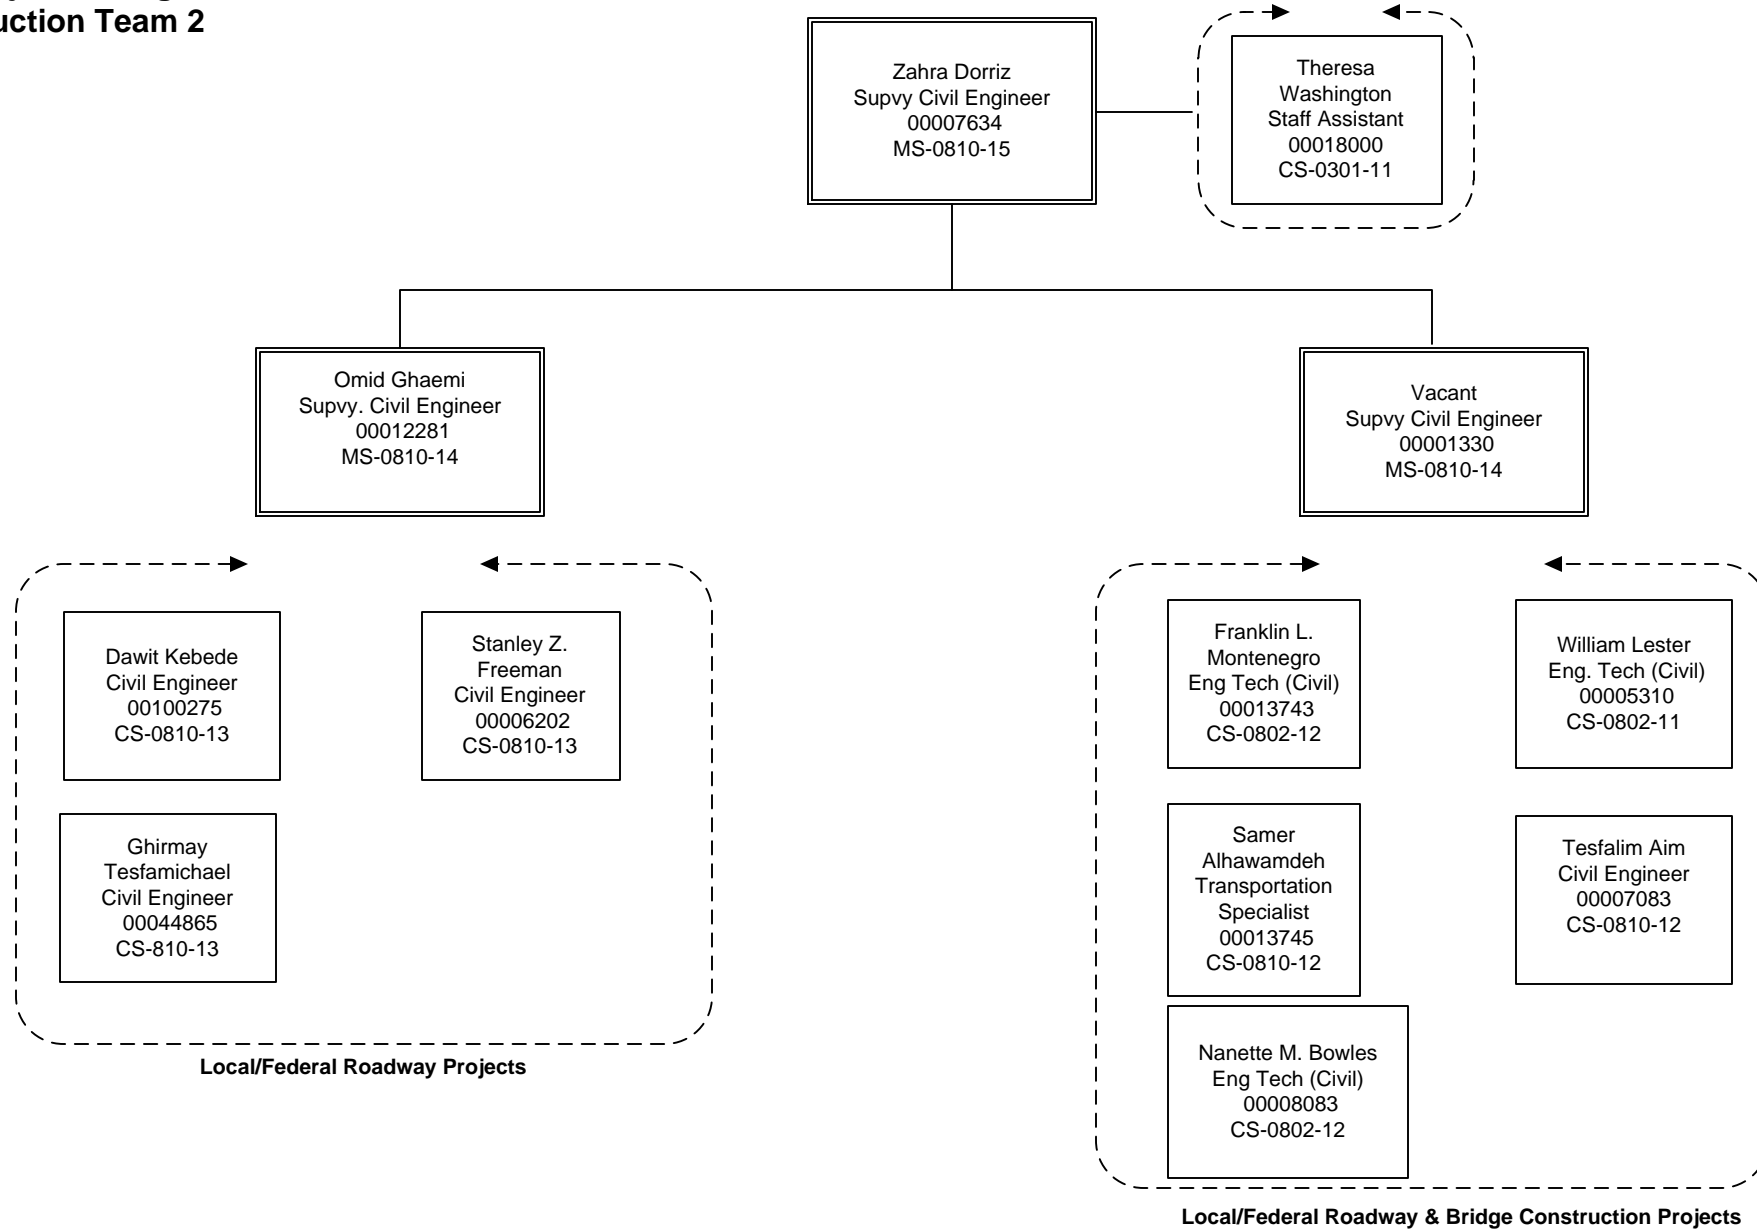 Team 2
Zahra Dorriz
Supvy Civil Engineer
00007634
MS-0810-15
Theresa
Washington
Staff Assistant
00018000
CS-0301-11
Omid Ghaemi
Supvy. Civil Engineer
00012281
MS-0810-14
Vacant
Supvy Civil Engineer
00001330
MS-0810-14
Dawit Kebede
Civil Engineer
00100275
CS-0810-13
Stanley Z.
Freeman
Civil Engineer
00006202
CS-0810-13
Ghirmay
Tesfamichael
Civil Engineer
00044865
CS-810-13
Local/Federal Roadway Projects
Franklin L.
Montenegro
Eng Tech (Civil)
00013743
CS-0802-12
William Lester
Eng. Tech (Civil)
00005310
CS-0802-11
Samer
Alhawamdeh
Transportation
Specialist
00013745
CS-0810-12
Tesfalim Aim
Civil Engineer
00007083
CS-0810-12
Nanette M. Bowles
Eng Tech (Civil)
00008083
CS-0802-12
Local/Federal Roadway & Bridge Construction Projects